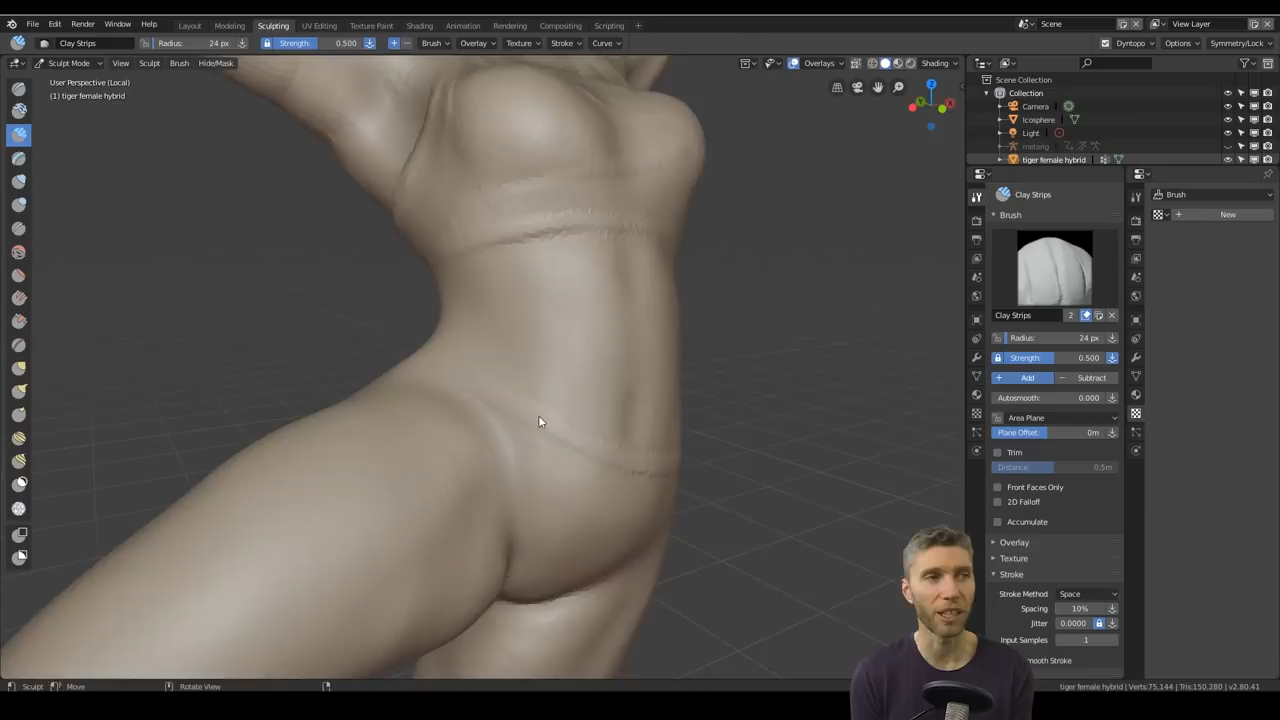 File Edit Render Window Help Layout Modeling Sculpting UV Editing Texture Paint Shading Animation Rendering Compositing Scripting + Scene View Layer
Clay Strips Radius: 24 px Strength: 0.500 Brush Overlay Texture Stroke Curve Dyntopo Options Symmetry/Lock
Sculpt Mode View Sculpt Brush Hide/Mask Overlays Shading
User Perspective (Local)
(1) tiger female hybrid
Scene Collection
Collection
Camera
Icosphere
Light
metarig
tiger female hybrid
Clay Strips
Brush
Brush
New
Clay Strips 2
Radius: 24 px
Strength: 0.500
Add Subtract
Autosmooth: 0.000
Area Plane
Plane Offset: 0m
Trim
Distance: 0.5m
Front Faces Only
2D Falloff
Accumulate
Overlay
Texture
Stroke
Stroke Method Space
Spacing 10%
Jitter 0.0000
Input Samples 1
mooth Stroke
Sculpt Move Rotate View tiger female hybrid | Verts:75,144 | Tris:150,280 | v2.80.41